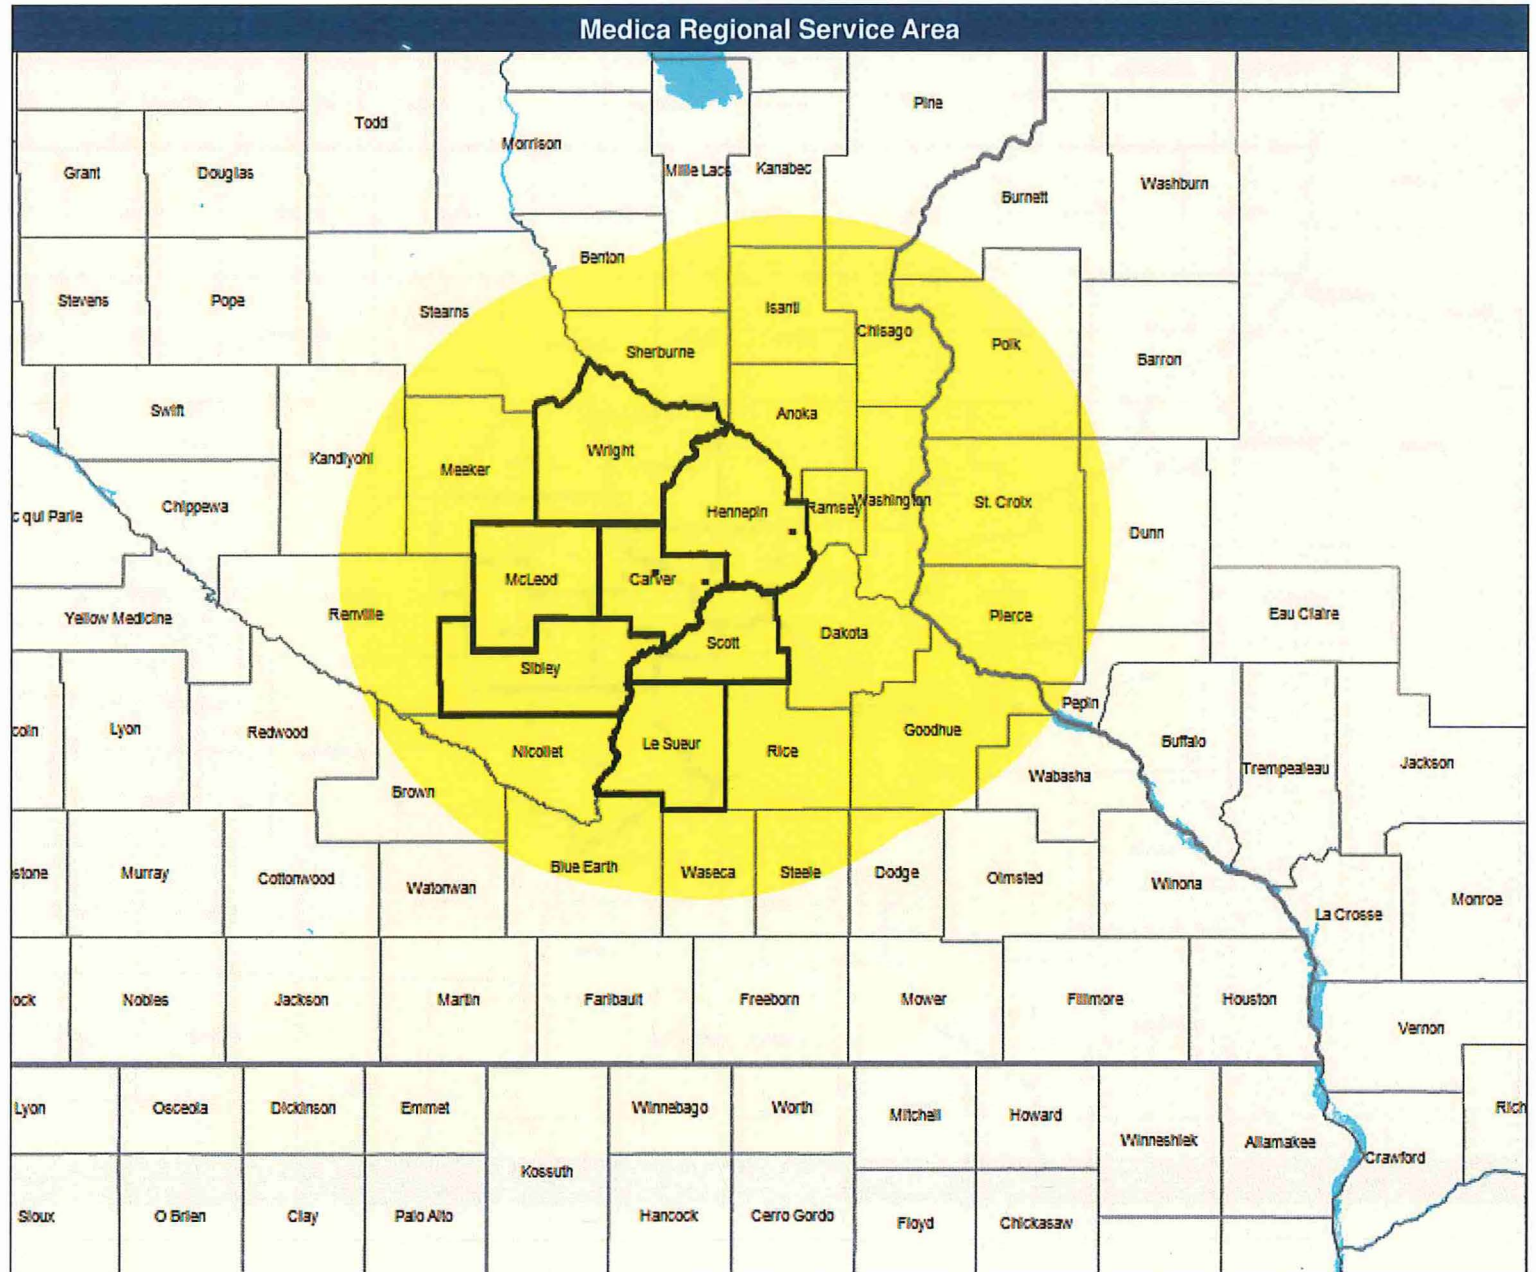 Medica Regional Service Area
Pine
Todd
Morrison
Grant
Douglas
Mille Lacs
Kanabec
Burnett
Washburn
Benton
Stevens
Pope
Stearns
Isanti
Chisago
Polk
Barron
Sherburne
Swift
Anoka
Kandiyohi
Meeker
Wright
c qui Parle
Chippewa
Hennepin
Ramsey
Washington
St. Croix
Dunn
McLeod
Carver
Yellow Medicine
Renville
Pierce
Eau Claire
Dakota
Scott
Sibley
Pepin
coln
Lyon
Redwood
Nicollet
Le Sueur
Rice
Goodhue
Buffalo
Trempealeau
Jackson
Wabasha
Brown
stone
Murray
Cottonwood
Watonwan
Blue Earth
Waseca
Steele
Dodge
Olmsted
Winona
La Crosse
Monroe
ock
Nobles
Jackson
Martin
Faribault
Freeborn
Mower
Fillmore
Houston
Vernon
Lyon
Osceola
Dickinson
Emmet
Winnebago
Worth
Mitchell
Howard
Rich
Winneshiek
Allamakee
Crawford
Kossuth
Sioux
O Brien
Clay
Palo Alto
Hancock
Cerro Gordo
Floyd
Chickasaw